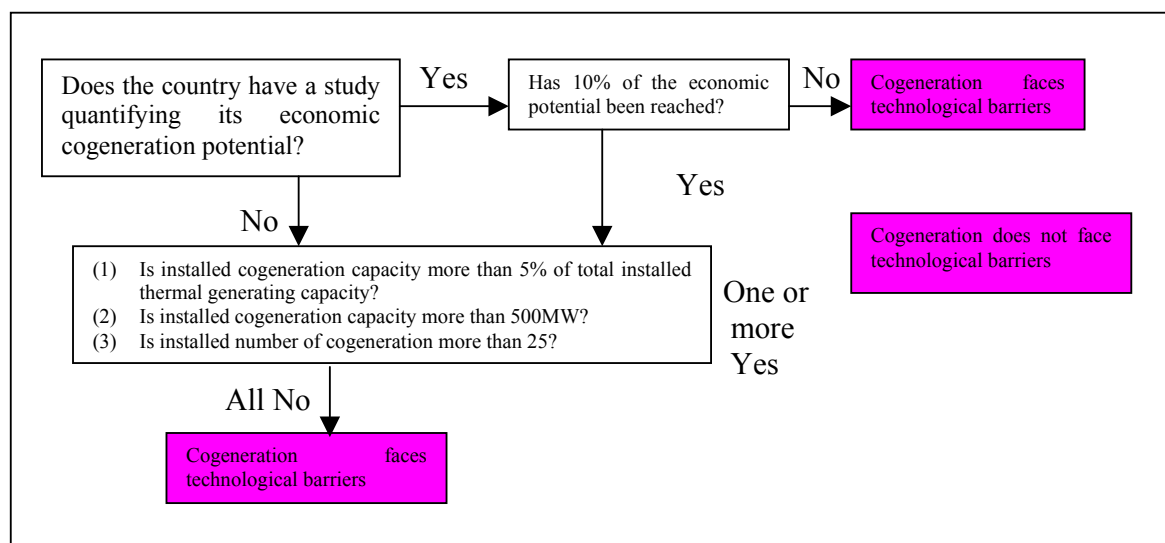 Does the country have a study
quantifying its economic
cogeneration potential?
Yes
Has 10% of the economic
potential been reached?
No
Cogeneration faces
technological barriers
No
Yes
Cogeneration does not face
technological barriers
(1) Is installed cogeneration capacity more than 5% of total installed
thermal generating capacity?
(2) Is installed cogeneration capacity more than 500MW?
(3) Is installed number of cogeneration more than 25?
One or
more
Yes
All No
Cogeneration faces
technological barriers